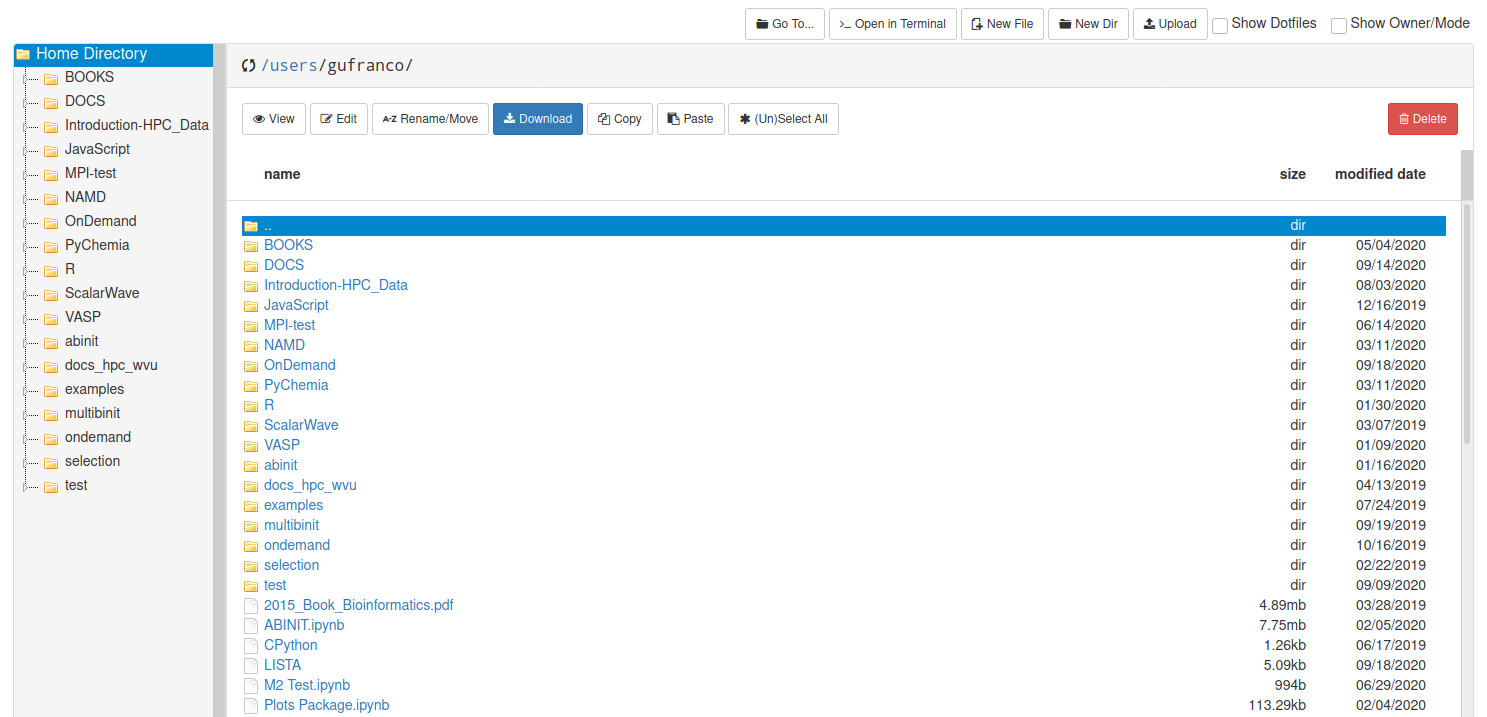 Go To... >_ Open in Terminal New File New Dir Upload Show Dotfiles Show Owner/Mode
Home Directory
BOOKS
DOCS
Introduction-HPC_Data
JavaScript
MPI-test
NAMD
OnDemand
PyChemia
R
ScalarWave
VASP
abinit
docs_hpc_wvu
examples
multibinit
ondemand
selection
test
/users/gufranco/
View Edit A-Z Rename/Move Download Copy Paste (Un)Select All Delete
name size modified date
.. dir
BOOKS dir 05/04/2020
DOCS dir 09/14/2020
Introduction-HPC_Data dir 08/03/2020
JavaScript dir 12/16/2019
MPI-test dir 06/14/2020
NAMD dir 03/11/2020
OnDemand dir 09/18/2020
PyChemia dir 03/11/2020
R dir 01/30/2020
ScalarWave dir 03/07/2019
VASP dir 01/09/2020
abinit dir 01/16/2020
docs_hpc_wvu dir 04/13/2019
examples dir 07/24/2019
multibinit dir 09/19/2019
ondemand dir 10/16/2019
selection dir 02/22/2019
test dir 09/09/2020
2015_Book_Bioinformatics.pdf 4.89mb 03/28/2019
ABINIT.ipynb 7.75mb 02/05/2020
CPython 1.26kb 06/17/2019
LISTA 5.09kb 09/18/2020
M2 Test.ipynb 994b 06/29/2020
Plots Package.ipynb 113.29kb 02/04/2020